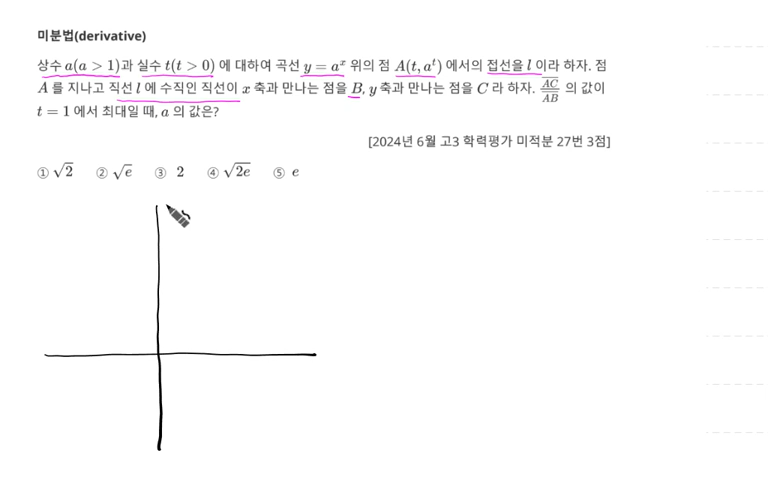 미분법(derivative)
상수 a(a > 1)과 실수 t(t > 0) 에 대하여 곡선 y = aˣ 위의 점 A(t, aᵗ) 에서의 접선을 l 이라 하자. 점
A 를 지나고 직선 l 에 수직인 직선이 x 축과 만나는 점을 B, y 축과 만나는 점을 C 라 하자. AC/AB 의 값이
t = 1 에서 최대일 때, a 의 값은?
[2024년 6월 고3 학력평가 미적분 27번 3점]
① √2 ② √e ③ 2 ④ √2e ⑤ e